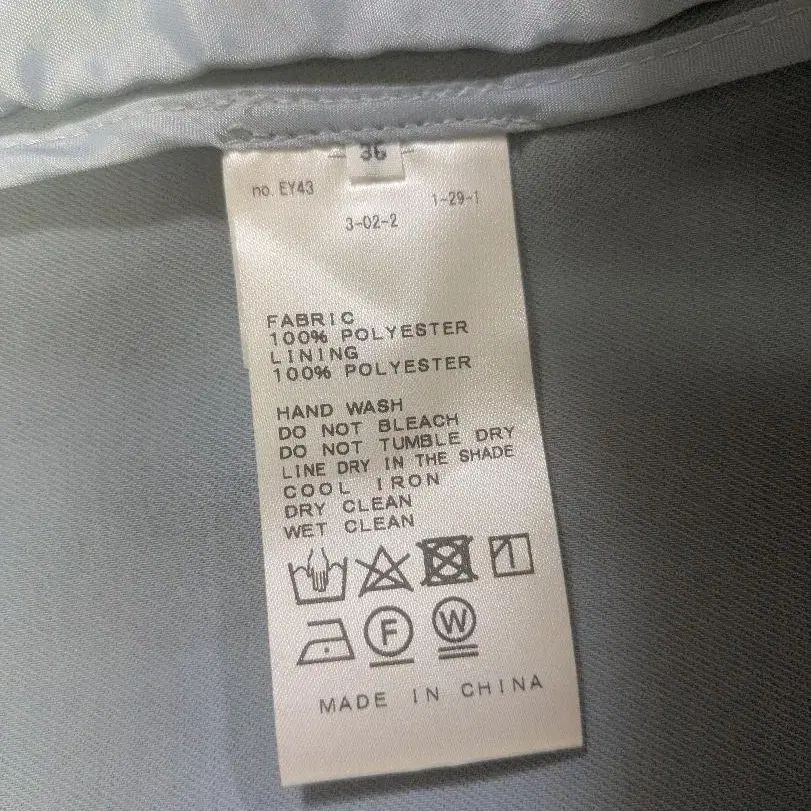 36
no. EY43
1-29-1
3-02-2
FABRIC
100% POLYESTER
LINING
100% POLYESTER
HAND WASH
DO NOT BLEACH
DO NOT TUMBLE DRY
LINE DRY IN THE SHADE
COOL IRON
DRY CLEAN
WET CLEAN
F W
MADE IN CHINA